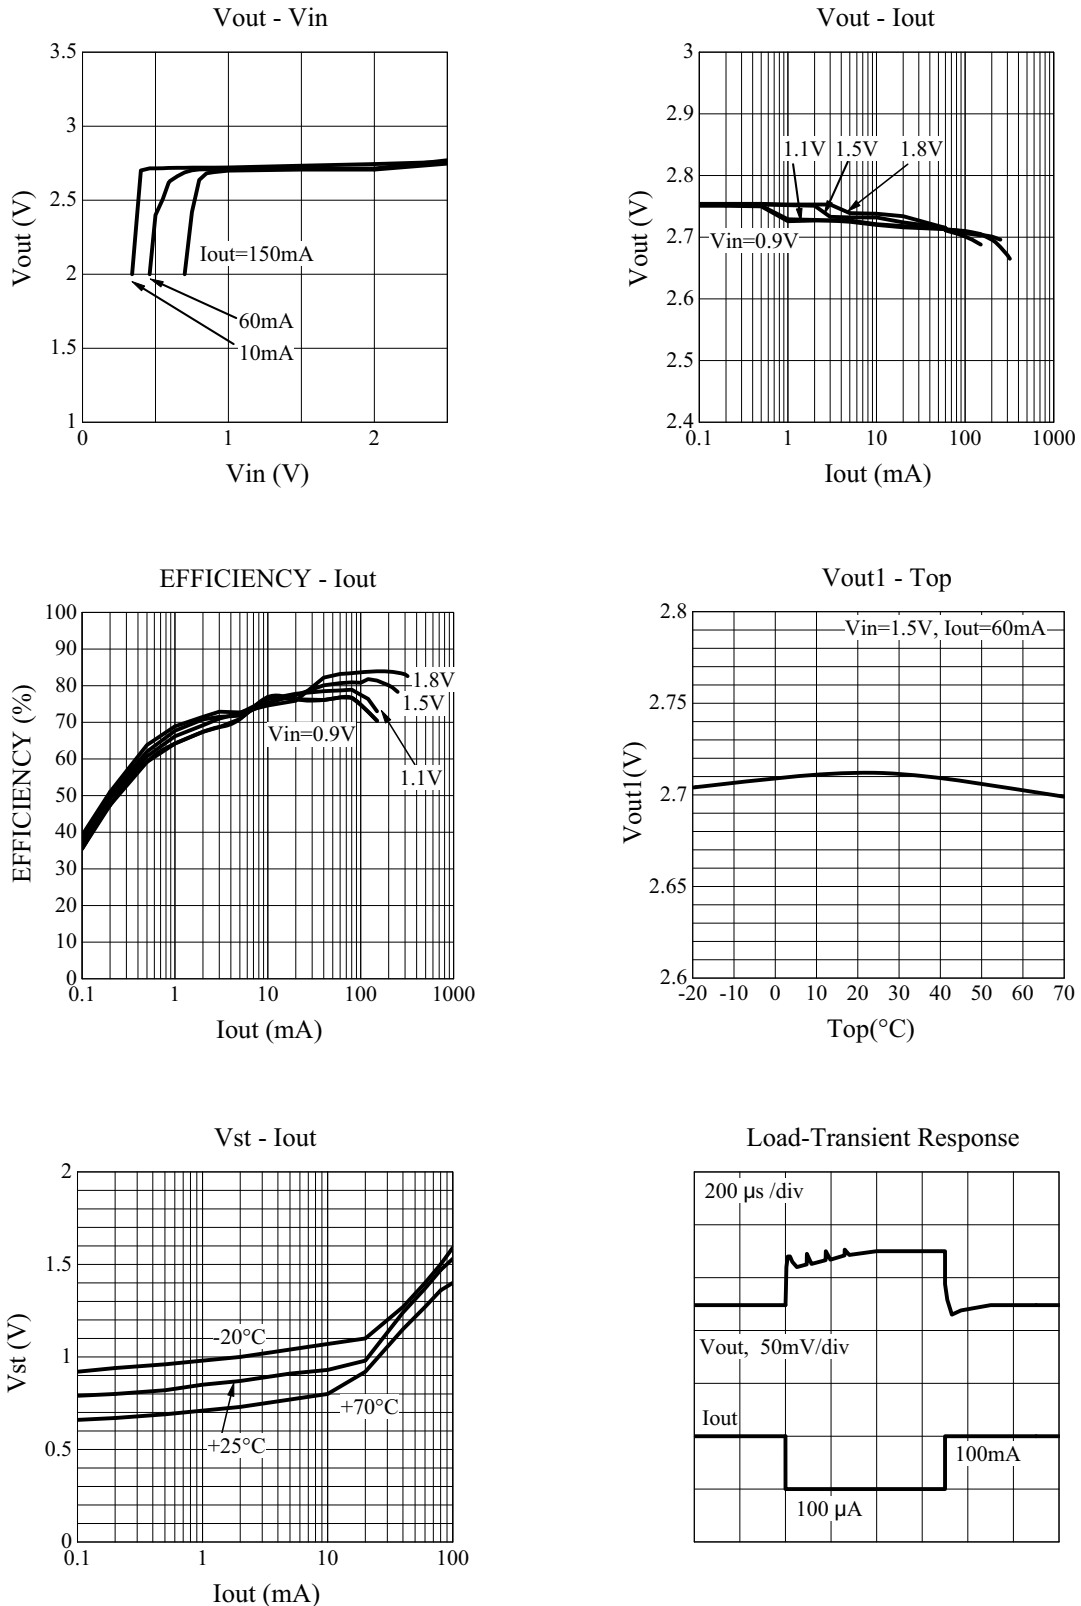 Vout - Vin
3.5
3
2.5
2
1.5
1
Vout (V)
Iout=150mA
60mA
10mA
0
1
2
Vin (V)
Vout - Iout
3
2.9
2.8
2.7
2.6
2.5
2.4
Vout (V)
1.1V
1.5V
1.8V
Vin=0.9V
0.1
1
10
100
1000
Iout (mA)
EFFICIENCY - Iout
100
90
80
70
60
50
40
30
20
10
0
EFFICIENCY (%)
1.8V
1.5V
Vin=0.9V
1.1V
0.1
1
10
100
1000
Iout (mA)
Vout1 - Top
2.8
2.75
2.7
2.65
2.6
Vout1(V)
Vin=1.5V, Iout=60mA
-20
-10
0
10
20
30
40
50
60
70
Top(°C)
Vst - Iout
2
1.5
1
0.5
0
Vst (V)
-20°C
+70°C
+25°C
0.1
1
10
100
Iout (mA)
Load-Transient Response
200 µs /div
Vout, 50mV/div
Iout
100mA
100 µA